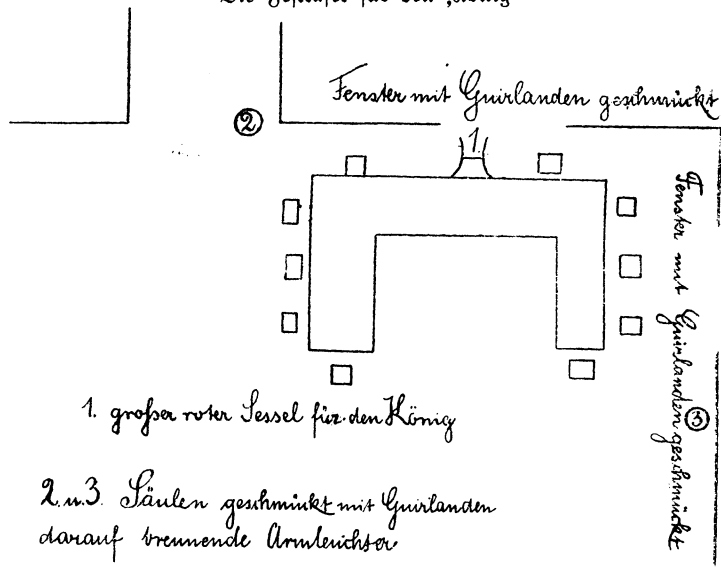 Fenster mit Guirlanden geschmückt
2
1.
Fenster mit Guirlanden geschmückt
3
1. großer roter Sessel für den König
2. u. 3. Säulen geschmückt mit Guirlanden
darauf brennende Armleuchter